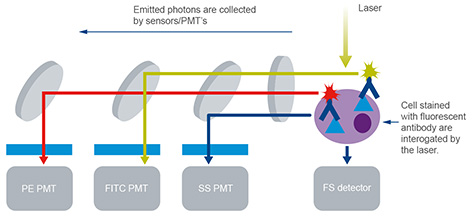 Emitted photons are collected
by sensors/PMT's
Laser
Cell stained
with fluorescent
antibody are
interogated by
the laser.
PE PMT
FITC PMT
SS PMT
FS detector